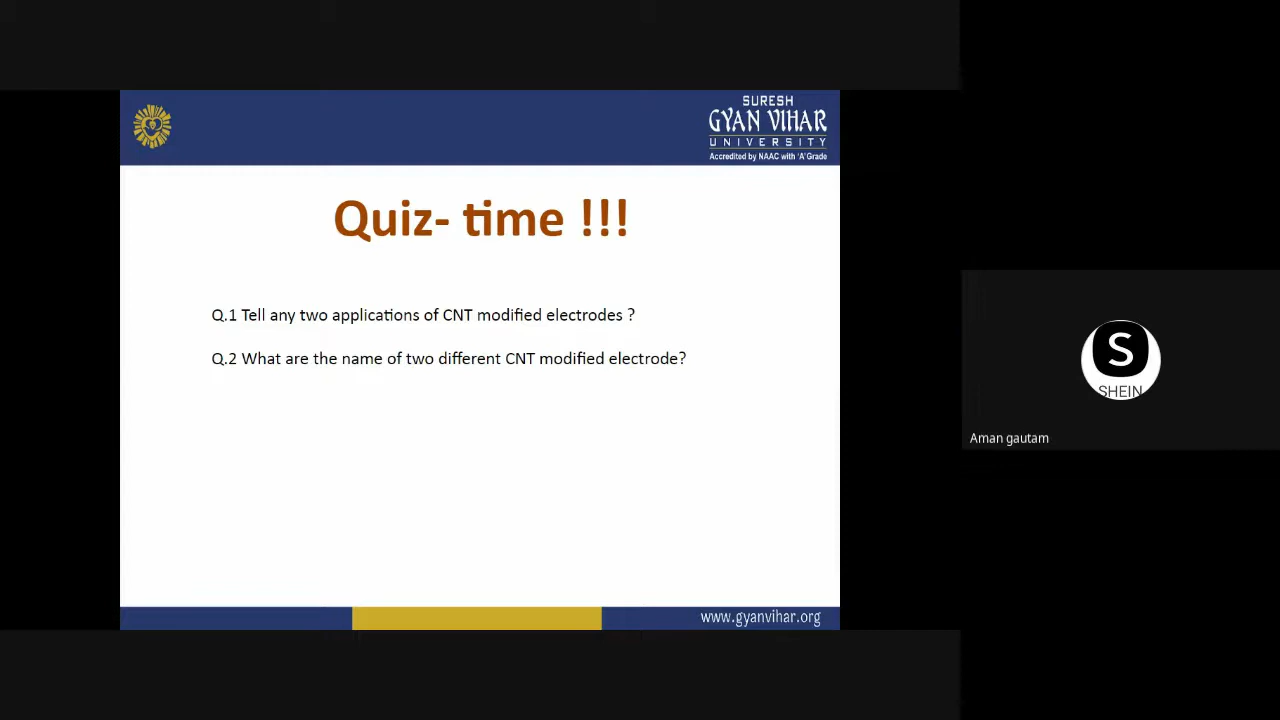 SURESH
GYAN VIHAR
UNIVERSITY
Accredited by NAAC with 'A' Grade
Quiz- time !!!
Q.1 Tell any two applications of CNT modified electrodes ?
Q.2 What are the name of two different CNT modified electrode?
S
SHEIN
Aman gautam
www.gyanvihar.org